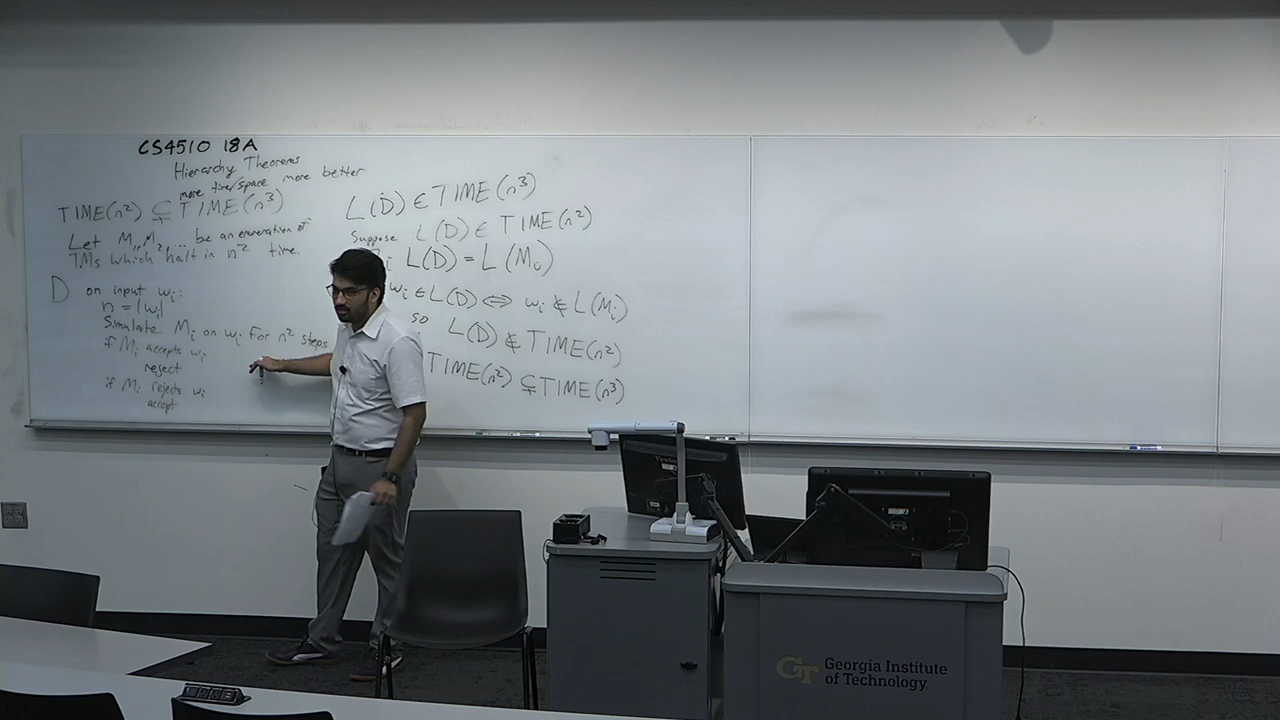 CS4510 18A
Hierarchy Theorems
more time/space more better
TIME(n²) ⊊ TIME(n³)
Let M₁, M₂, ... be an enumeration of
TMs which halt in n² time.
D on input wᵢ:
n = |wᵢ|
Simulate Mᵢ on wᵢ for n² steps
if Mᵢ accepts wᵢ
reject
if Mᵢ rejects wᵢ
accept
L(D) ∈ TIME(n³)
Suppose L(D) ∈ TIME(n²)
L(D) = L(Mᵢ)
wᵢ ∈ L(D) ⇔ wᵢ ∉ L(Mᵢ)
so L(D) ∉ TIME(n²)
TIME(n²) ⊊ TIME(n³)
GT Georgia Institute
of Technology